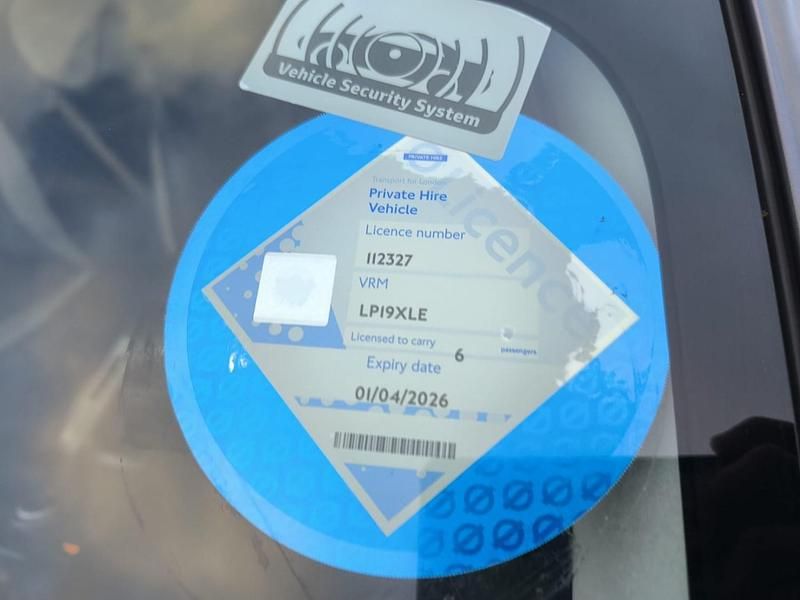 Vehicle Security System
PRIVATE HIRE
Transport for London
Private Hire
Vehicle
Licence number
112327
VRM
LP19XLE
Licensed to carry
6
passengers
Expiry date
01/04/2026
Licence